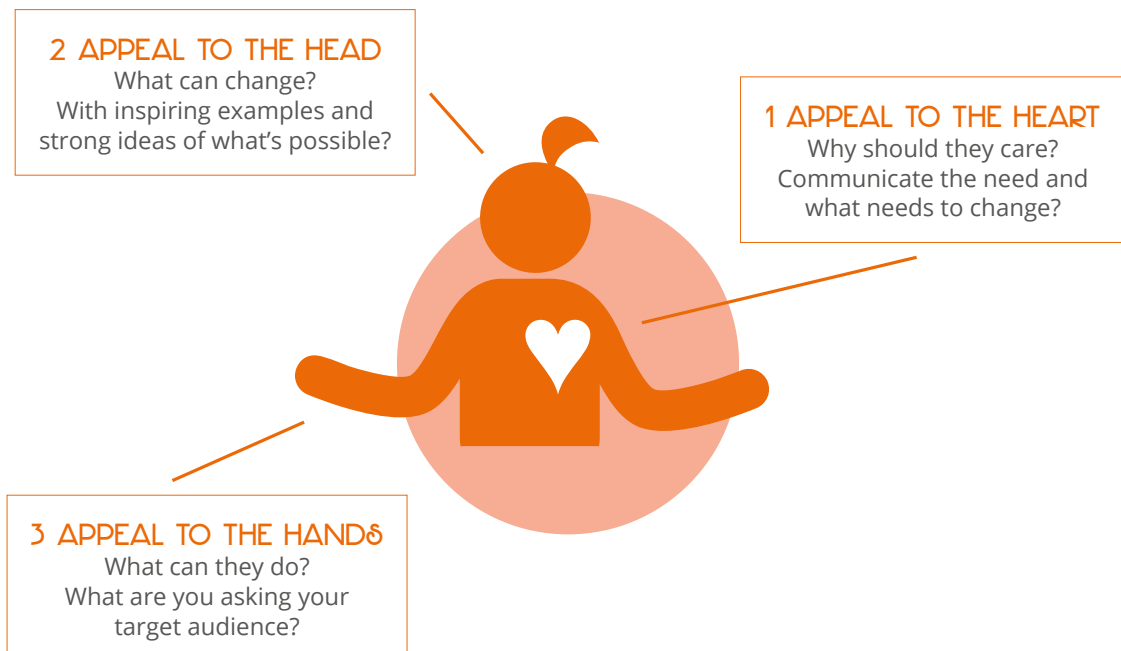 2 APPEAL TO THE HEAD
What can change?
With inspiring examples and
strong ideas of what’s possible?
1 APPEAL TO THE HEART
Why should they care?
Communicate the need and
what needs to change?
3 APPEAL TO THE HANDS
What can they do?
What are you asking your
target audience?